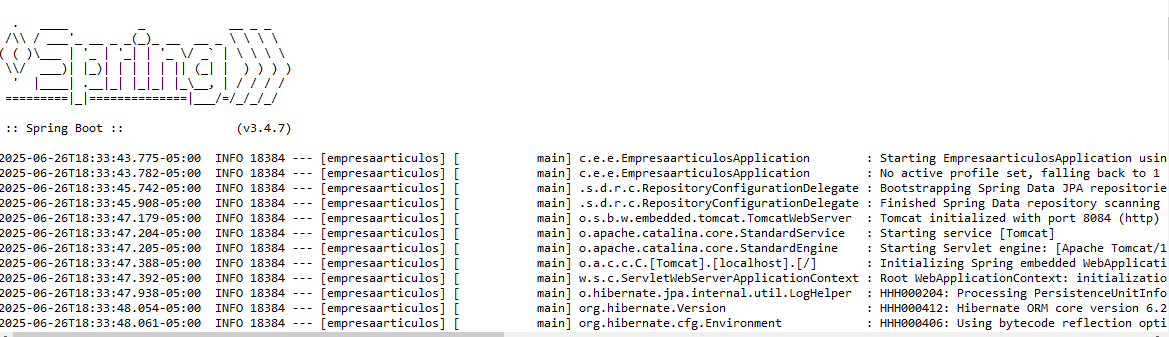 .   ____          _            __ _ _
 /\\ / ___'_ __ _ _(_)_ __  __ _ \ \ \ \
( ( )\___ | '_ | '_| | '_ \/ _` | \ \ \ \
 \\/  ___)| |_)| | | | | || (_| |  ) ) ) )
  '  |____| .__|_| |_|_| |_\__, | / / / /
 =========|_|==============|___/=/_/_/_/
 :: Spring Boot ::                (v3.4.7)
2025-06-26T18:33:43.775-05:00  INFO 18384 --- [empresaarticulos] [           main] c.e.e.EmpresaarticulosApplication        : Starting EmpresaarticulosApplication usin
2025-06-26T18:33:43.782-05:00  INFO 18384 --- [empresaarticulos] [           main] c.e.e.EmpresaarticulosApplication        : No active profile set, falling back to 1
2025-06-26T18:33:45.742-05:00  INFO 18384 --- [empresaarticulos] [           main] .s.d.r.c.RepositoryConfigurationDelegate : Bootstrapping Spring Data JPA repositorie
2025-06-26T18:33:45.908-05:00  INFO 18384 --- [empresaarticulos] [           main] .s.d.r.c.RepositoryConfigurationDelegate : Finished Spring Data repository scanning
2025-06-26T18:33:47.179-05:00  INFO 18384 --- [empresaarticulos] [           main] o.s.b.w.embedded.tomcat.TomcatWebServer  : Tomcat initialized with port 8084 (http)
2025-06-26T18:33:47.204-05:00  INFO 18384 --- [empresaarticulos] [           main] o.apache.catalina.core.StandardService   : Starting service [Tomcat]
2025-06-26T18:33:47.205-05:00  INFO 18384 --- [empresaarticulos] [           main] o.apache.catalina.core.StandardEngine    : Starting Servlet engine: [Apache Tomcat/1
2025-06-26T18:33:47.388-05:00  INFO 18384 --- [empresaarticulos] [           main] o.a.c.c.C.[Tomcat].[localhost].[/]       : Initializing Spring embedded WebApplicati
2025-06-26T18:33:47.392-05:00  INFO 18384 --- [empresaarticulos] [           main] w.s.c.ServletWebServerApplicationContext : Root WebApplicationContext: initializatio
2025-06-26T18:33:47.938-05:00  INFO 18384 --- [empresaarticulos] [           main] o.hibernate.jpa.internal.util.LogHelper  : HHH000204: Processing PersistenceUnitInfo
2025-06-26T18:33:48.054-05:00  INFO 18384 --- [empresaarticulos] [           main] org.hibernate.Version                    : HHH000412: Hibernate ORM core version 6.2
2025-06-26T18:33:48.061-05:00  INFO 18384 --- [empresaarticulos] [           main] org.hibernate.cfg.Environment            : HHH000406: Using bytecode reflection opti